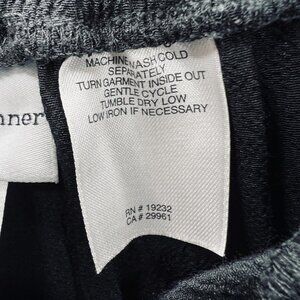 MACHINE WASH COLD
SEPARATELY
TURN GARMENT INSIDE OUT
GENTLE CYCLE
TUMBLE DRY LOW
LOW IRON IF NECESSARY
nner
RN # 19232
CA # 29961